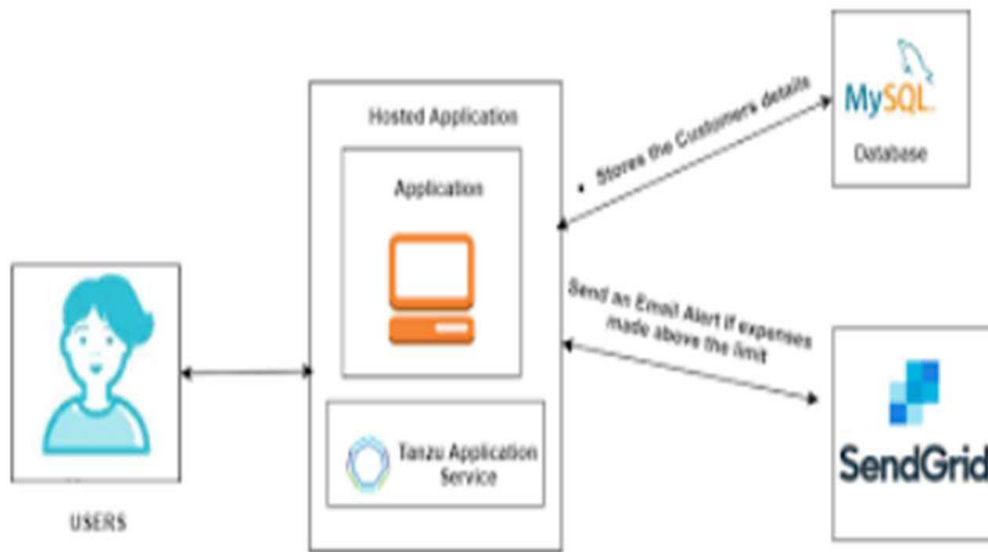 Hosted Application
Application
Tanzu Application
Service
USERS
• Stores the Customers details
Send an Email Alert if expenses
made above the limit
MySQL
Database
SendGrid